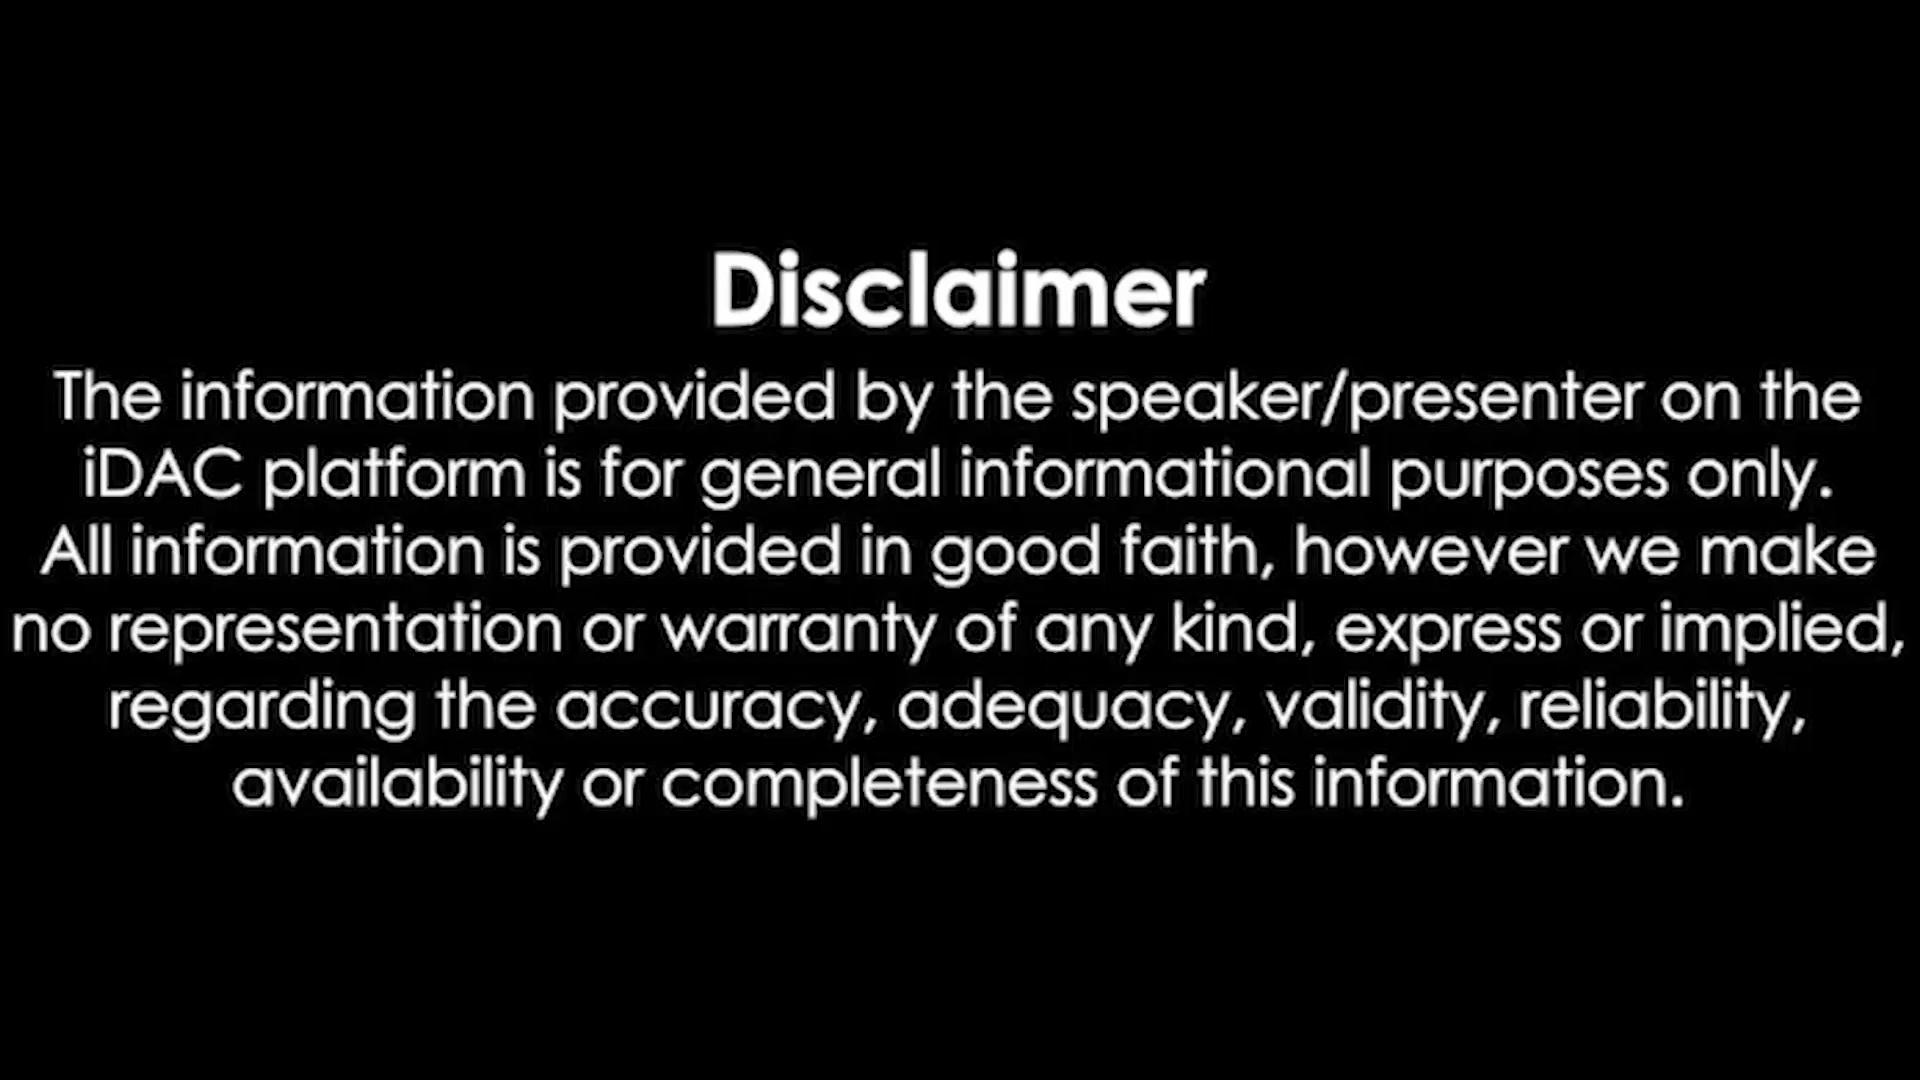 Disclaimer
The information provided by the speaker/presenter on the
iDAC platform is for general informational purposes only.
All information is provided in good faith, however we make
no representation or warranty of any kind, express or implied,
regarding the accuracy, adequacy, validity, reliability,
availability or completeness of this information.